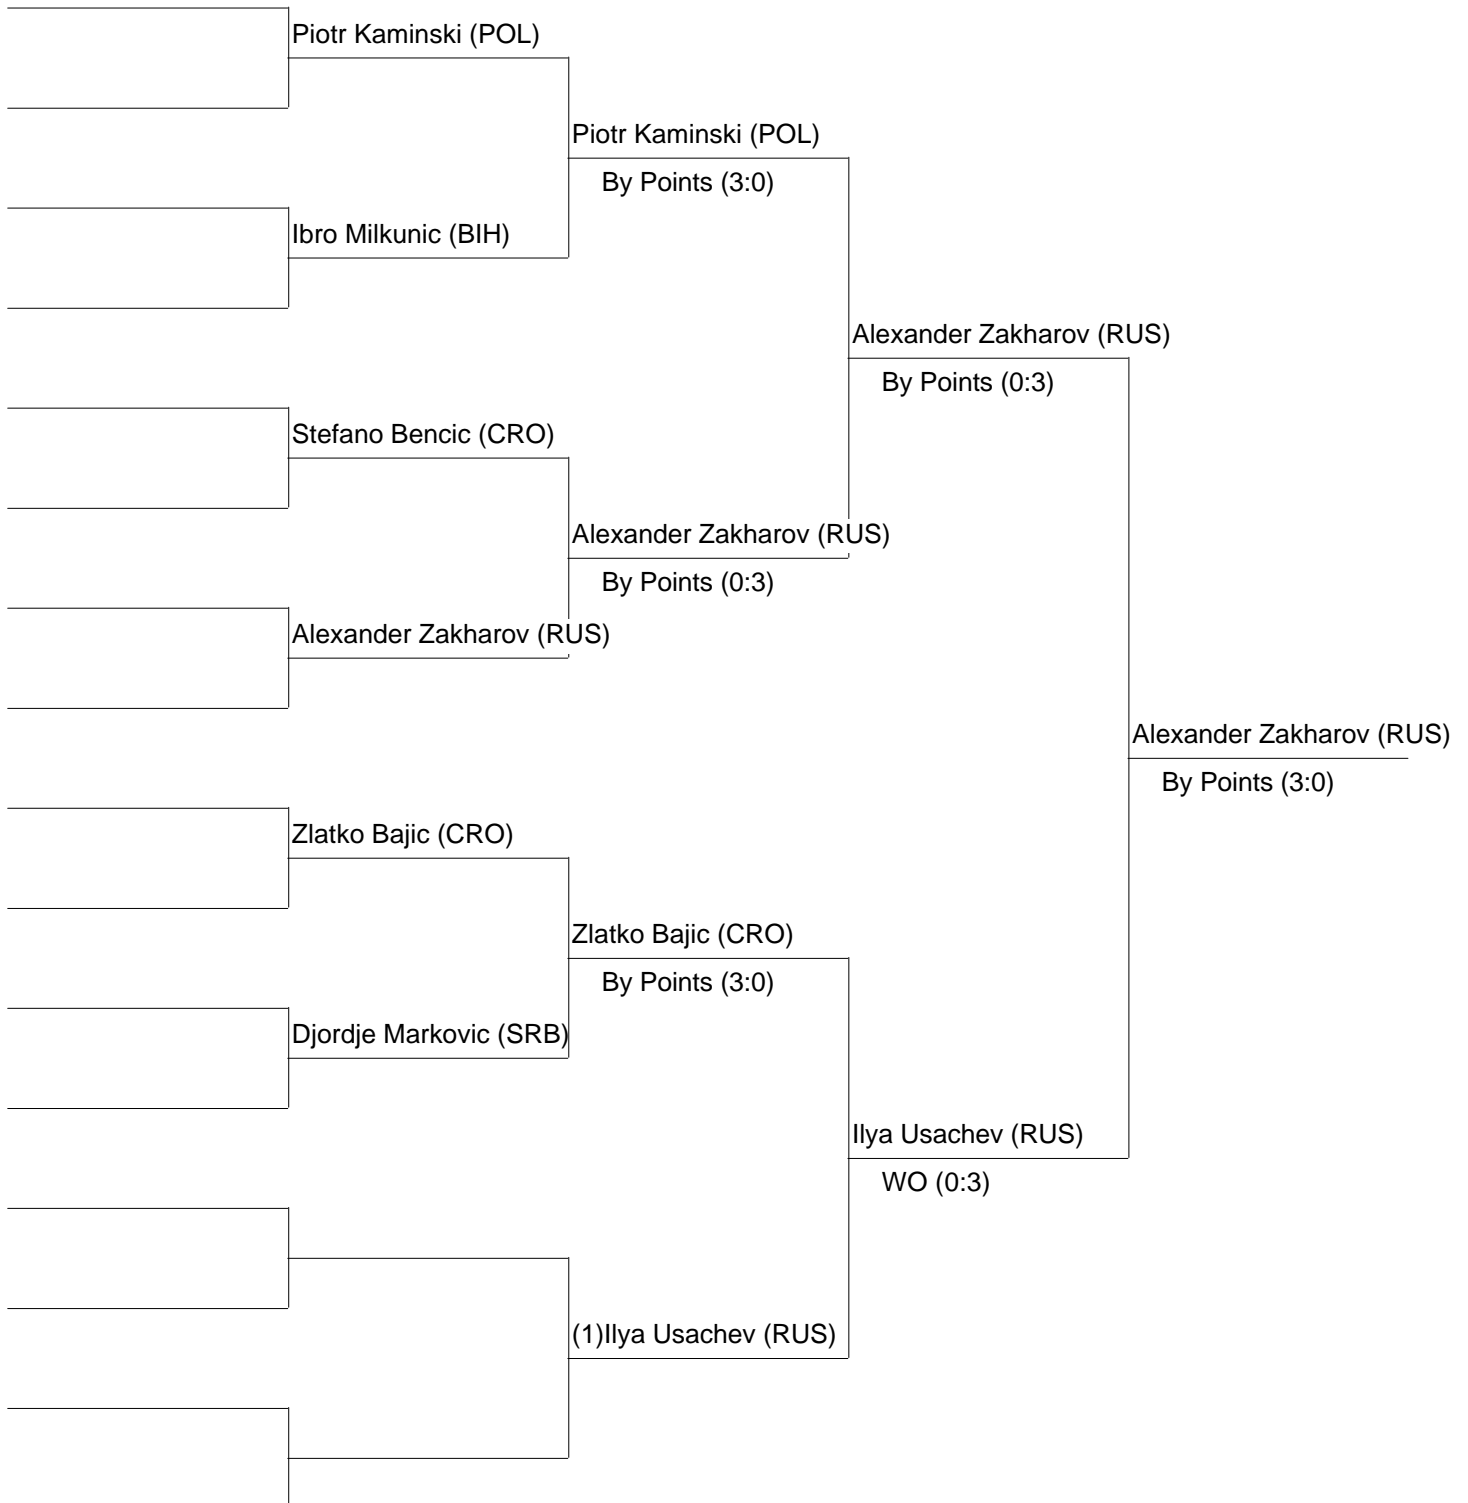 Piotr Kaminski (POL)
Piotr Kaminski (POL)
By Points (3:0)
Ibro Milkunic (BIH)
Alexander Zakharov (RUS)
By Points (0:3)
Stefano Bencic (CRO)
Alexander Zakharov (RUS)
By Points (0:3)
Alexander Zakharov (RUS)
Alexander Zakharov (RUS)
By Points (3:0)
Zlatko Bajic (CRO)
Zlatko Bajic (CRO)
By Points (3:0)
Djordje Markovic (SRB)
Ilya Usachev (RUS)
WO (0:3)
(1)Ilya Usachev (RUS)